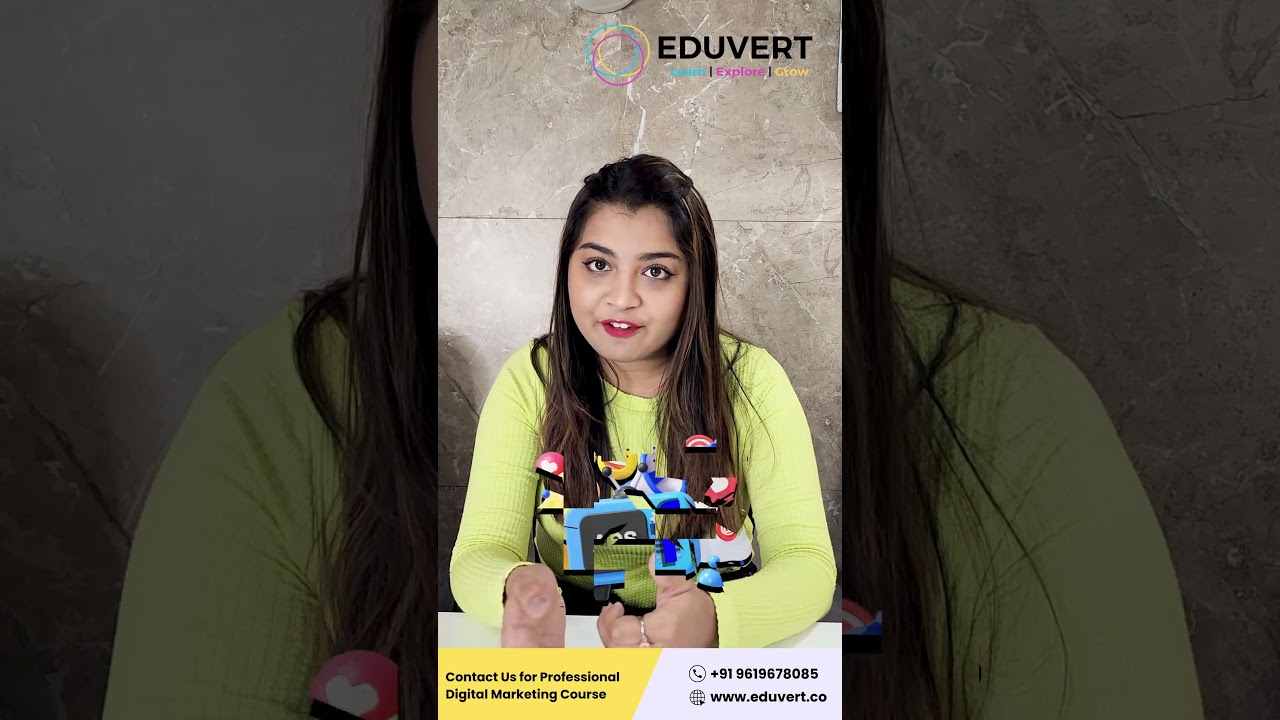 EDUVERT
Learn | Explore | Grow
Contact Us for Professional
Digital Marketing Course
+91 9619678085
www.eduvert.co